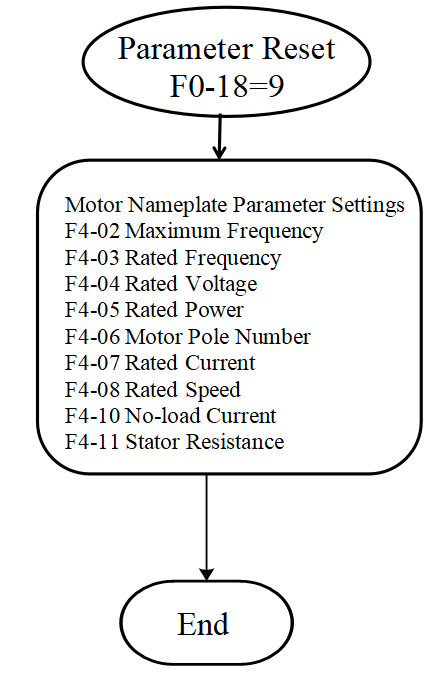 Parameter Reset
F0-18=9
Motor Nameplate Parameter Settings
F4-02 Maximum Frequency
F4-03 Rated Frequency
F4-04 Rated Voltage
F4-05 Rated Power
F4-06 Motor Pole Number
F4-07 Rated Current
F4-08 Rated Speed
F4-10 No-load Current
F4-11 Stator Resistance
End